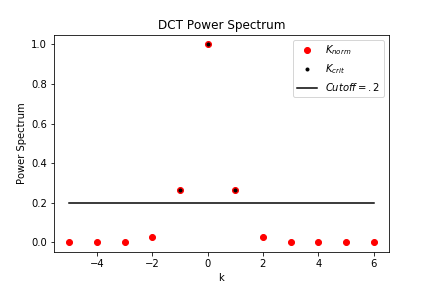 DCT Power Spectrum
Power Spectrum
1.0
0.8
0.6
0.4
0.2
0.0
K_norm
K_crit
Cutoff = .2
−4
−2
0
2
4
6
k